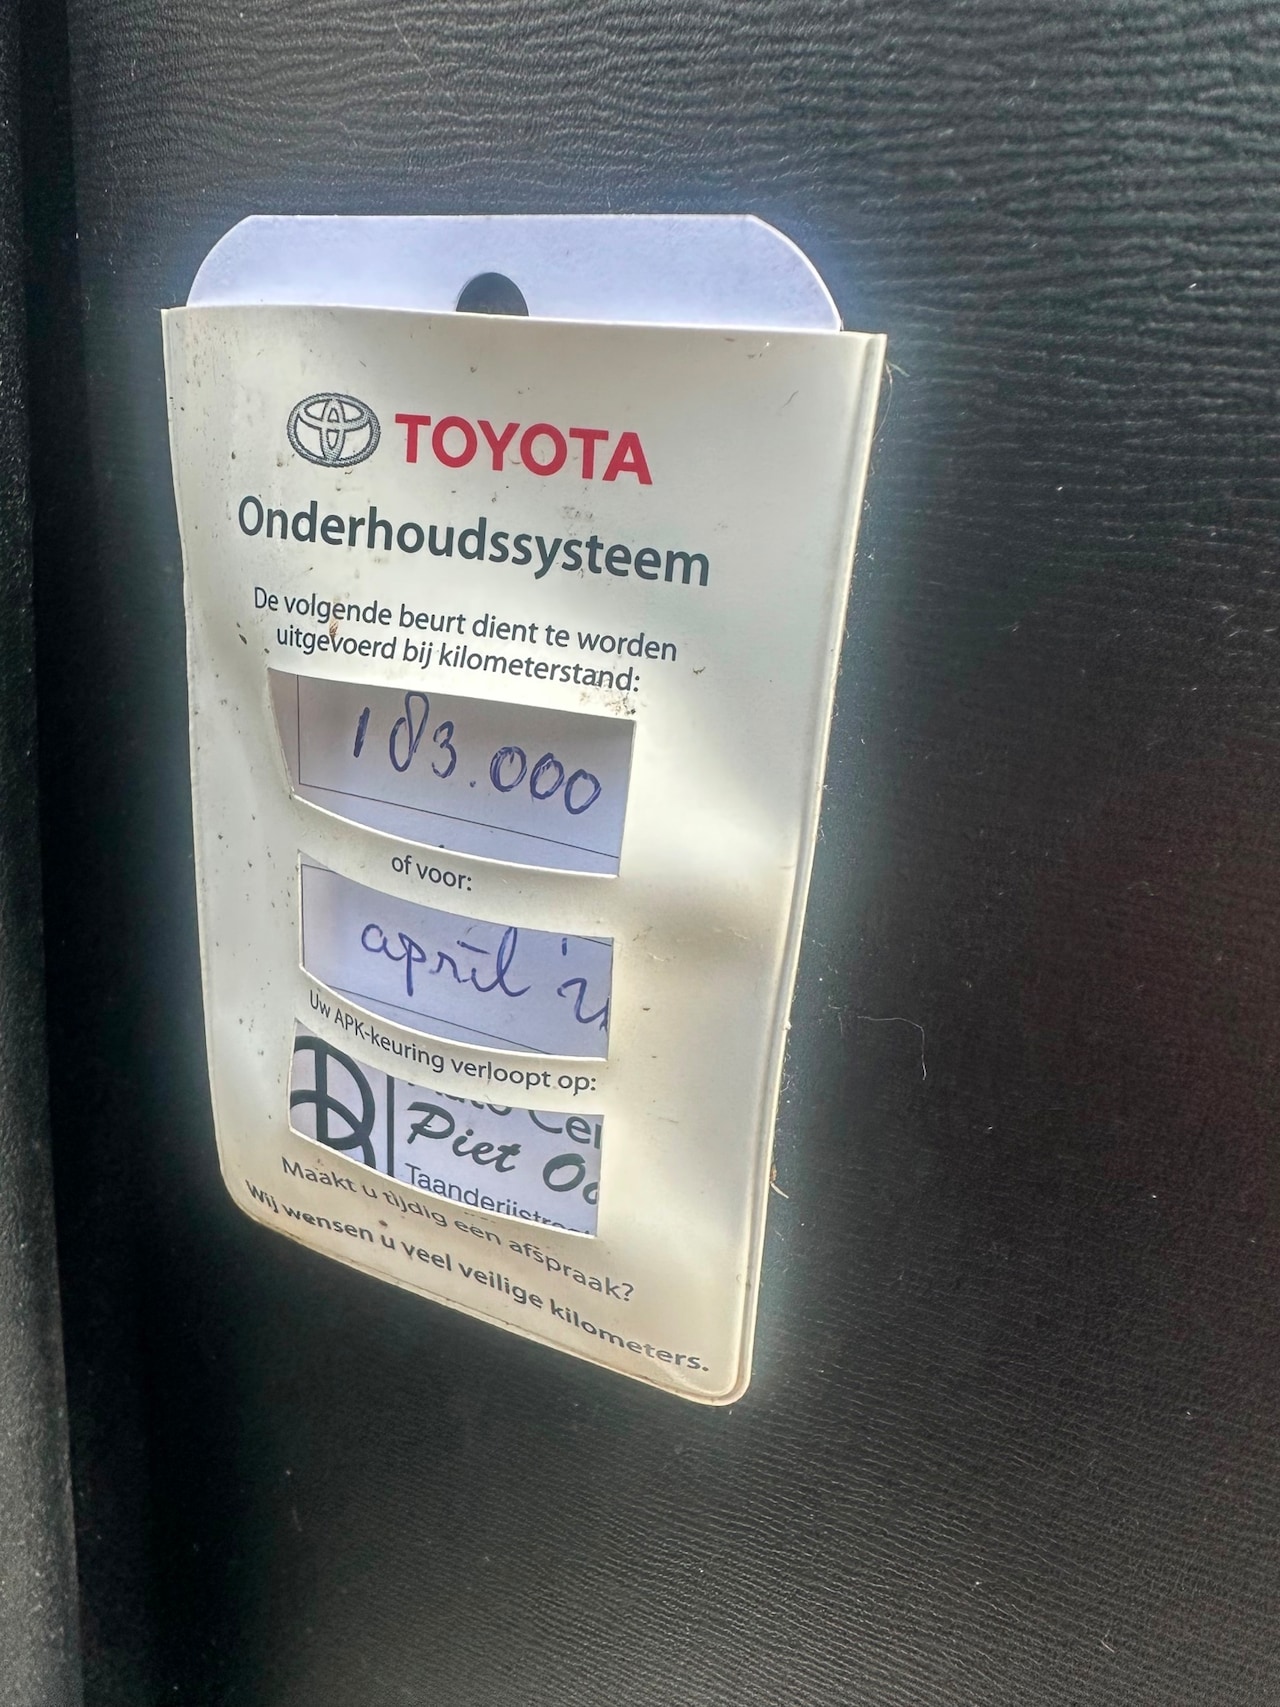 TOYOTA
Onderhoudssysteem
De volgende beurt dient te worden
uitgevoerd bij kilometerstand:
183.000
of voor:
april
Uw APK-keuring verloopt op:
Piet
Maakt u tijdig een afspraak?
Wij wensen u veel veilige kilometers.